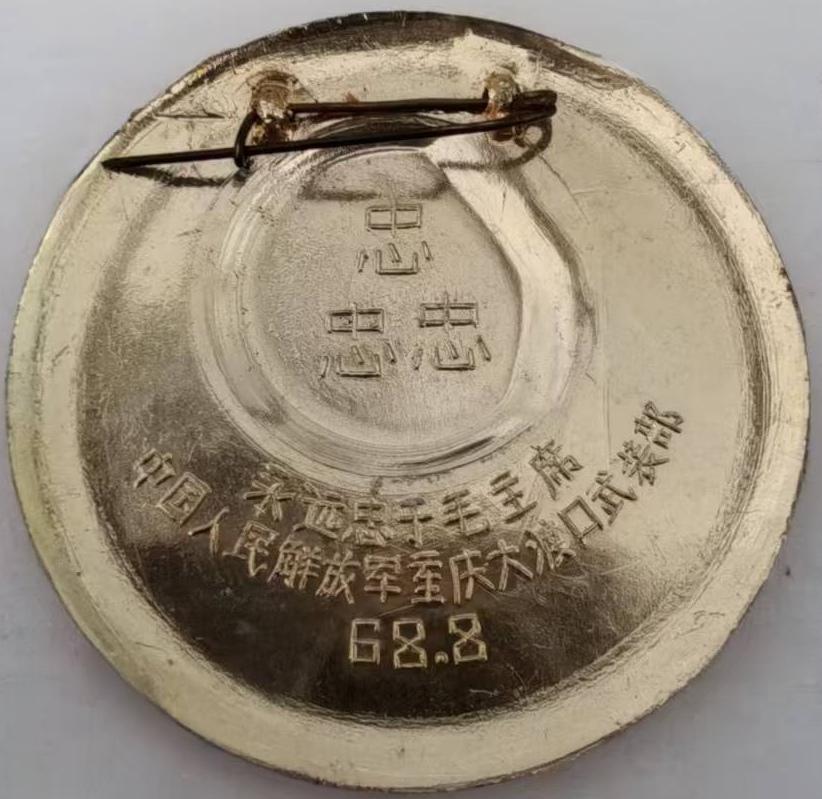 忠
忠忠
永远忠于毛主席
中国人民解放军重庆大渡口武装部
68.8